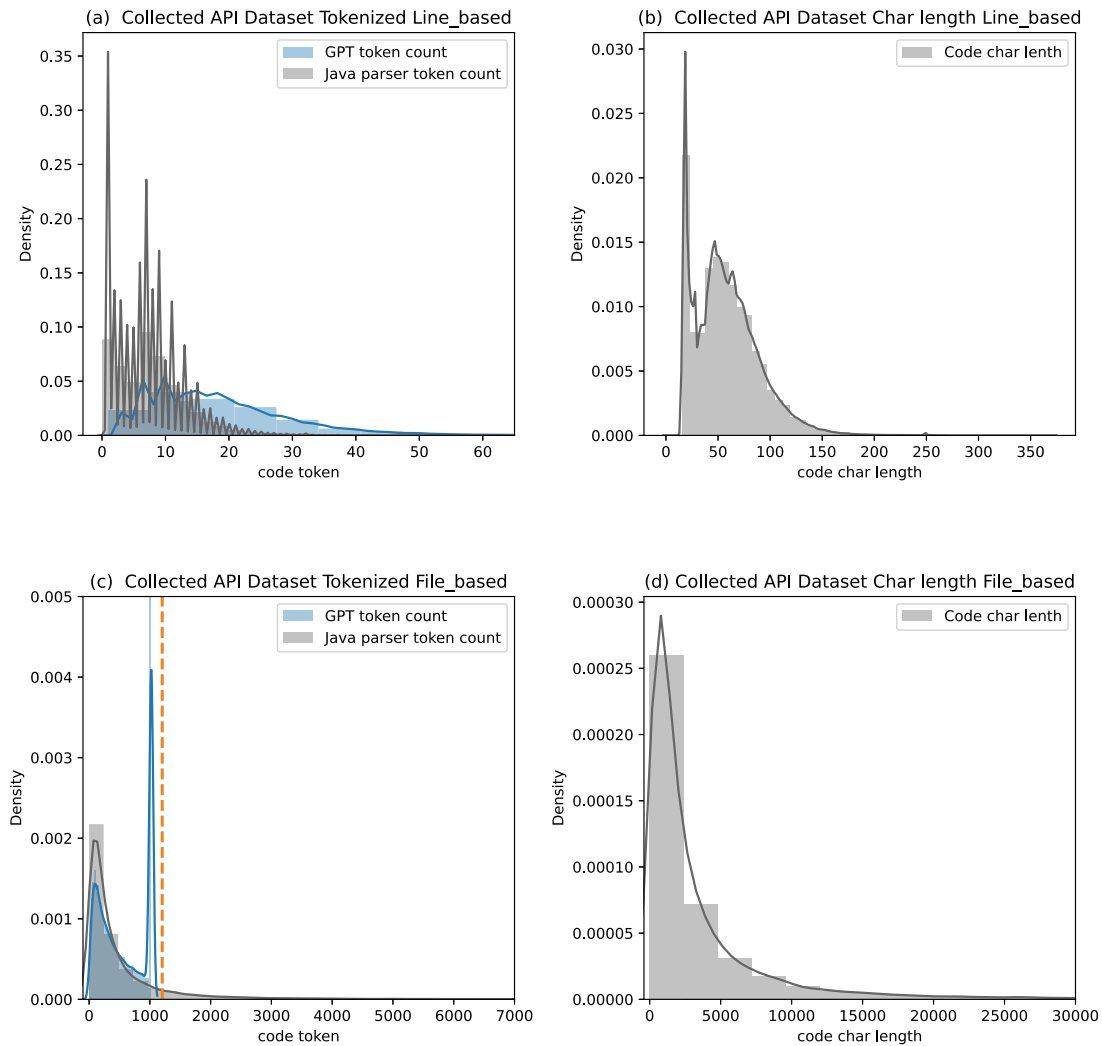 (a)  Collected API Dataset Tokenized Line_based
GPT token count
Java parser token count
0.35
0.30
0.25
0.20
0.15
0.10
0.05
0.00
Density
0 10 20 30 40 50 60
code token
(b)  Collected API Dataset Char length Line_based
Code char lenth
0.030
0.025
0.020
0.015
0.010
0.005
0.000
Density
0 50 100 150 200 250 300 350
code char length
(c)  Collected API Dataset Tokenized File_based
GPT token count
Java parser token count
0.005
0.004
0.003
0.002
0.001
0.000
Density
0 1000 2000 3000 4000 5000 6000 7000
code token
(d) Collected API Dataset Char length File_based
Code char lenth
0.00030
0.00025
0.00020
0.00015
0.00010
0.00005
0.00000
Density
0 5000 10000 15000 20000 25000 30000
code char length